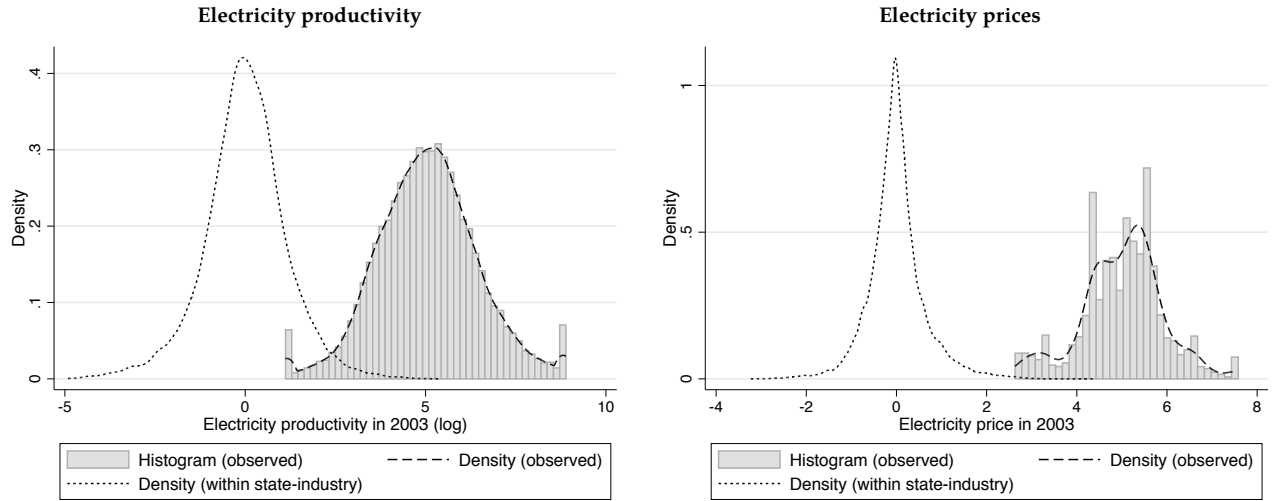 Electricity productivity
Density
.4
.3
.2
.1
0
-5
0
5
10
Electricity productivity in 2003 (log)
Histogram (observed)
Density (observed)
Density (within state-industry)
Electricity prices
Density
1
.5
0
-4
-2
0
2
4
6
8
Electricity price in 2003
Histogram (observed)
Density (observed)
Density (within state-industry)